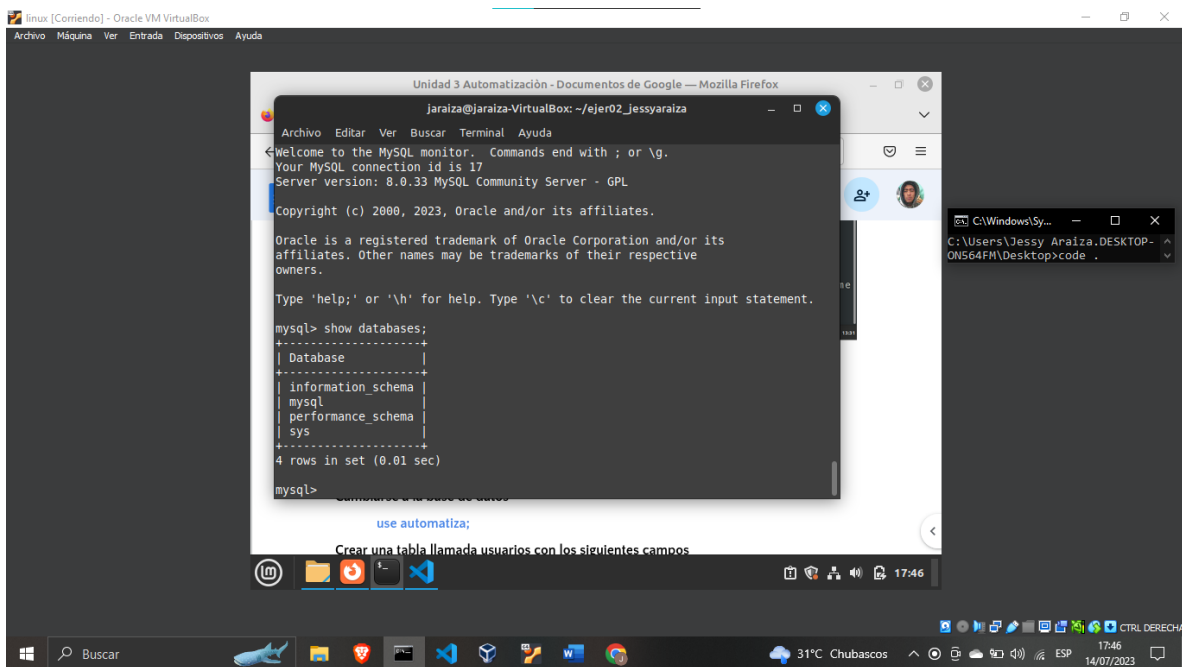 linux [Corriendo] - Oracle VM VirtualBox
Archivo Máquina Ver Entrada Dispositivos Ayuda
Unidad 3 Automatizaciòn - Documentos de Google — Mozilla Firefox
jaraiza@jaraiza-VirtualBox: ~/ejer02_jessyaraiza
Archivo Editar Ver Buscar Terminal Ayuda
Welcome to the MySQL monitor.  Commands end with ; or \g.
Your MySQL connection id is 17
Server version: 8.0.33 MySQL Community Server - GPL
Copyright (c) 2000, 2023, Oracle and/or its affiliates.
Oracle is a registered trademark of Oracle Corporation and/or its
affiliates. Other names may be trademarks of their respective
owners.
Type 'help;' or '\h' for help. Type '\c' to clear the current input statement.
mysql> show databases;
+--------------------+
| Database           |
+--------------------+
| information_schema |
| mysql              |
| performance_schema |
| sys                |
+--------------------+
4 rows in set (0.01 sec)
mysql>
Cambiarse a la base de datos
use automatiza;
Crear una tabla llamada usuarios con los siguientes campos
17:46
C:\Windows\Sy...
C:\Users\Jessy Araiza.DESKTOP-
ON564FM\Desktop>code .
CTRL DERECHA
Buscar
31°C Chubascos
ESP
17:46
14/07/2023